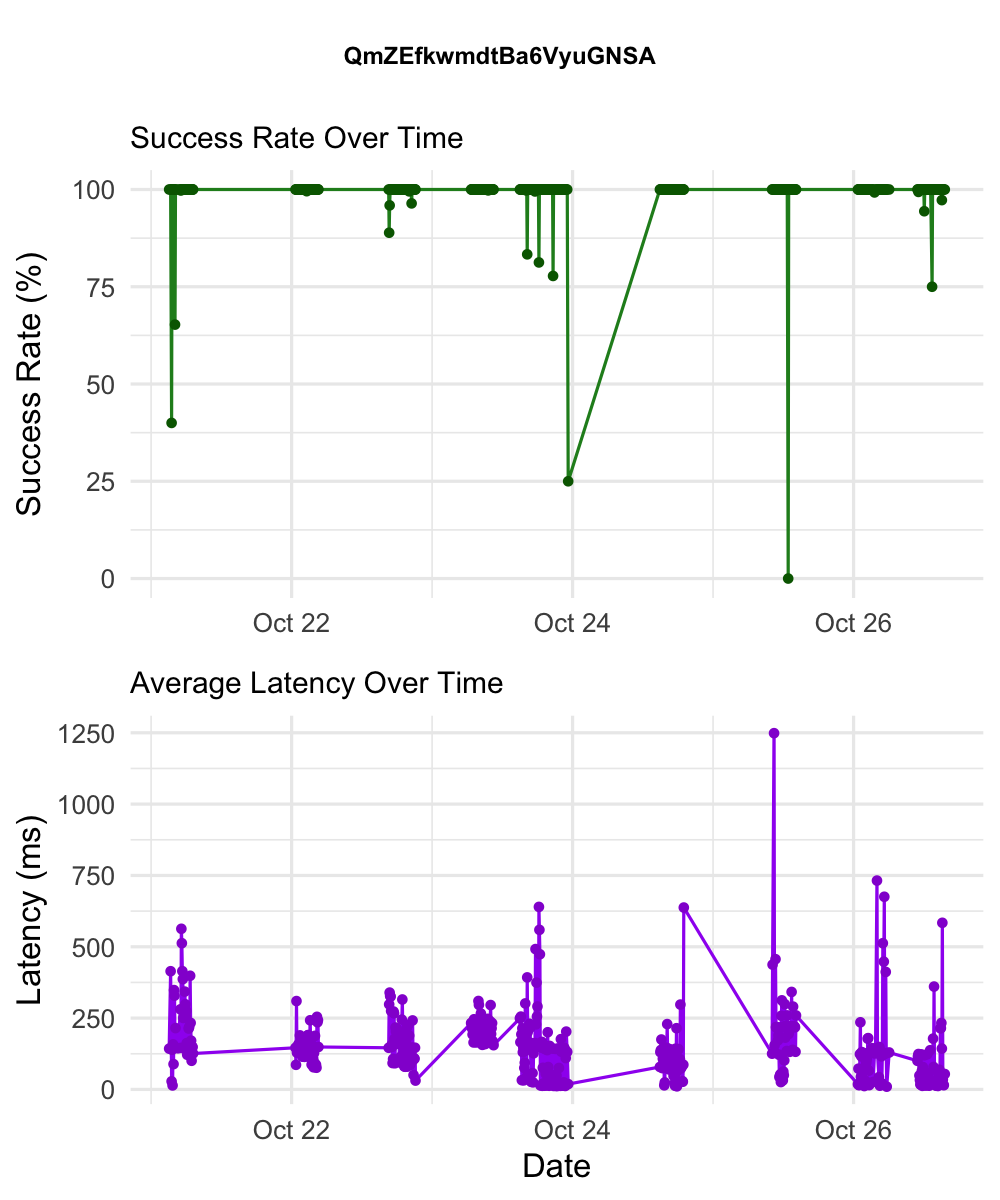 QmZEfkwmdtBa6VyuGNSA
Success Rate Over Time
Success Rate (%)
100
75
50
25
0
Oct 22
Oct 24
Oct 26
Average Latency Over Time
Latency (ms)
1250
1000
750
500
250
0
Oct 22
Oct 24
Oct 26
Date